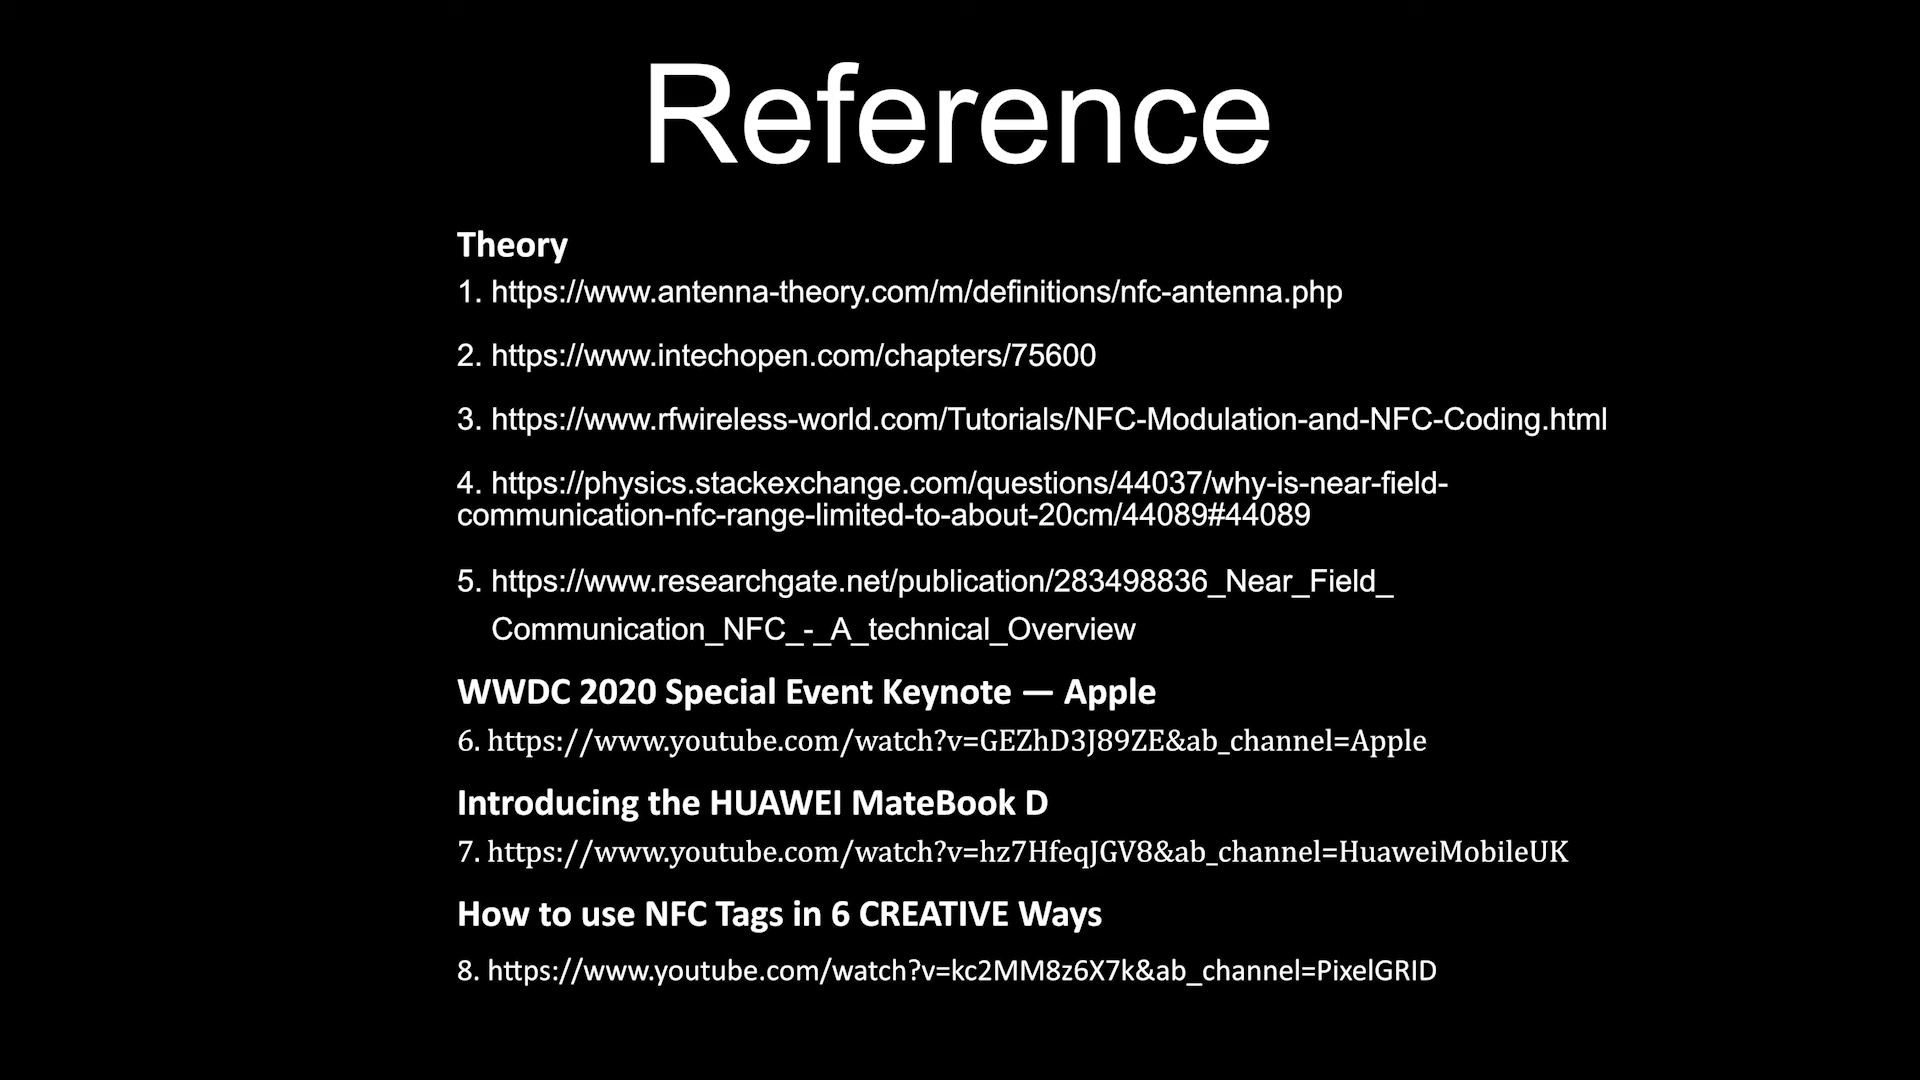 Reference
Theory
1. https://www.antenna-theory.com/m/definitions/nfc-antenna.php
2. https://www.intechopen.com/chapters/75600
3. https://www.rfwireless-world.com/Tutorials/NFC-Modulation-and-NFC-Coding.html
4. https://physics.stackexchange.com/questions/44037/why-is-near-field-
communication-nfc-range-limited-to-about-20cm/44089#44089
5. https://www.researchgate.net/publication/283498836_Near_Field_
Communication_NFC_-_A_technical_Overview
WWDC 2020 Special Event Keynote — Apple
6. https://www.youtube.com/watch?v=GEZhD3J89ZE&ab_channel=Apple
Introducing the HUAWEI MateBook D
7. https://www.youtube.com/watch?v=hz7HfeqJGV8&ab_channel=HuaweiMobileUK
How to use NFC Tags in 6 CREATIVE Ways
8. https://www.youtube.com/watch?v=kc2MM8z6X7k&ab_channel=PixelGRID